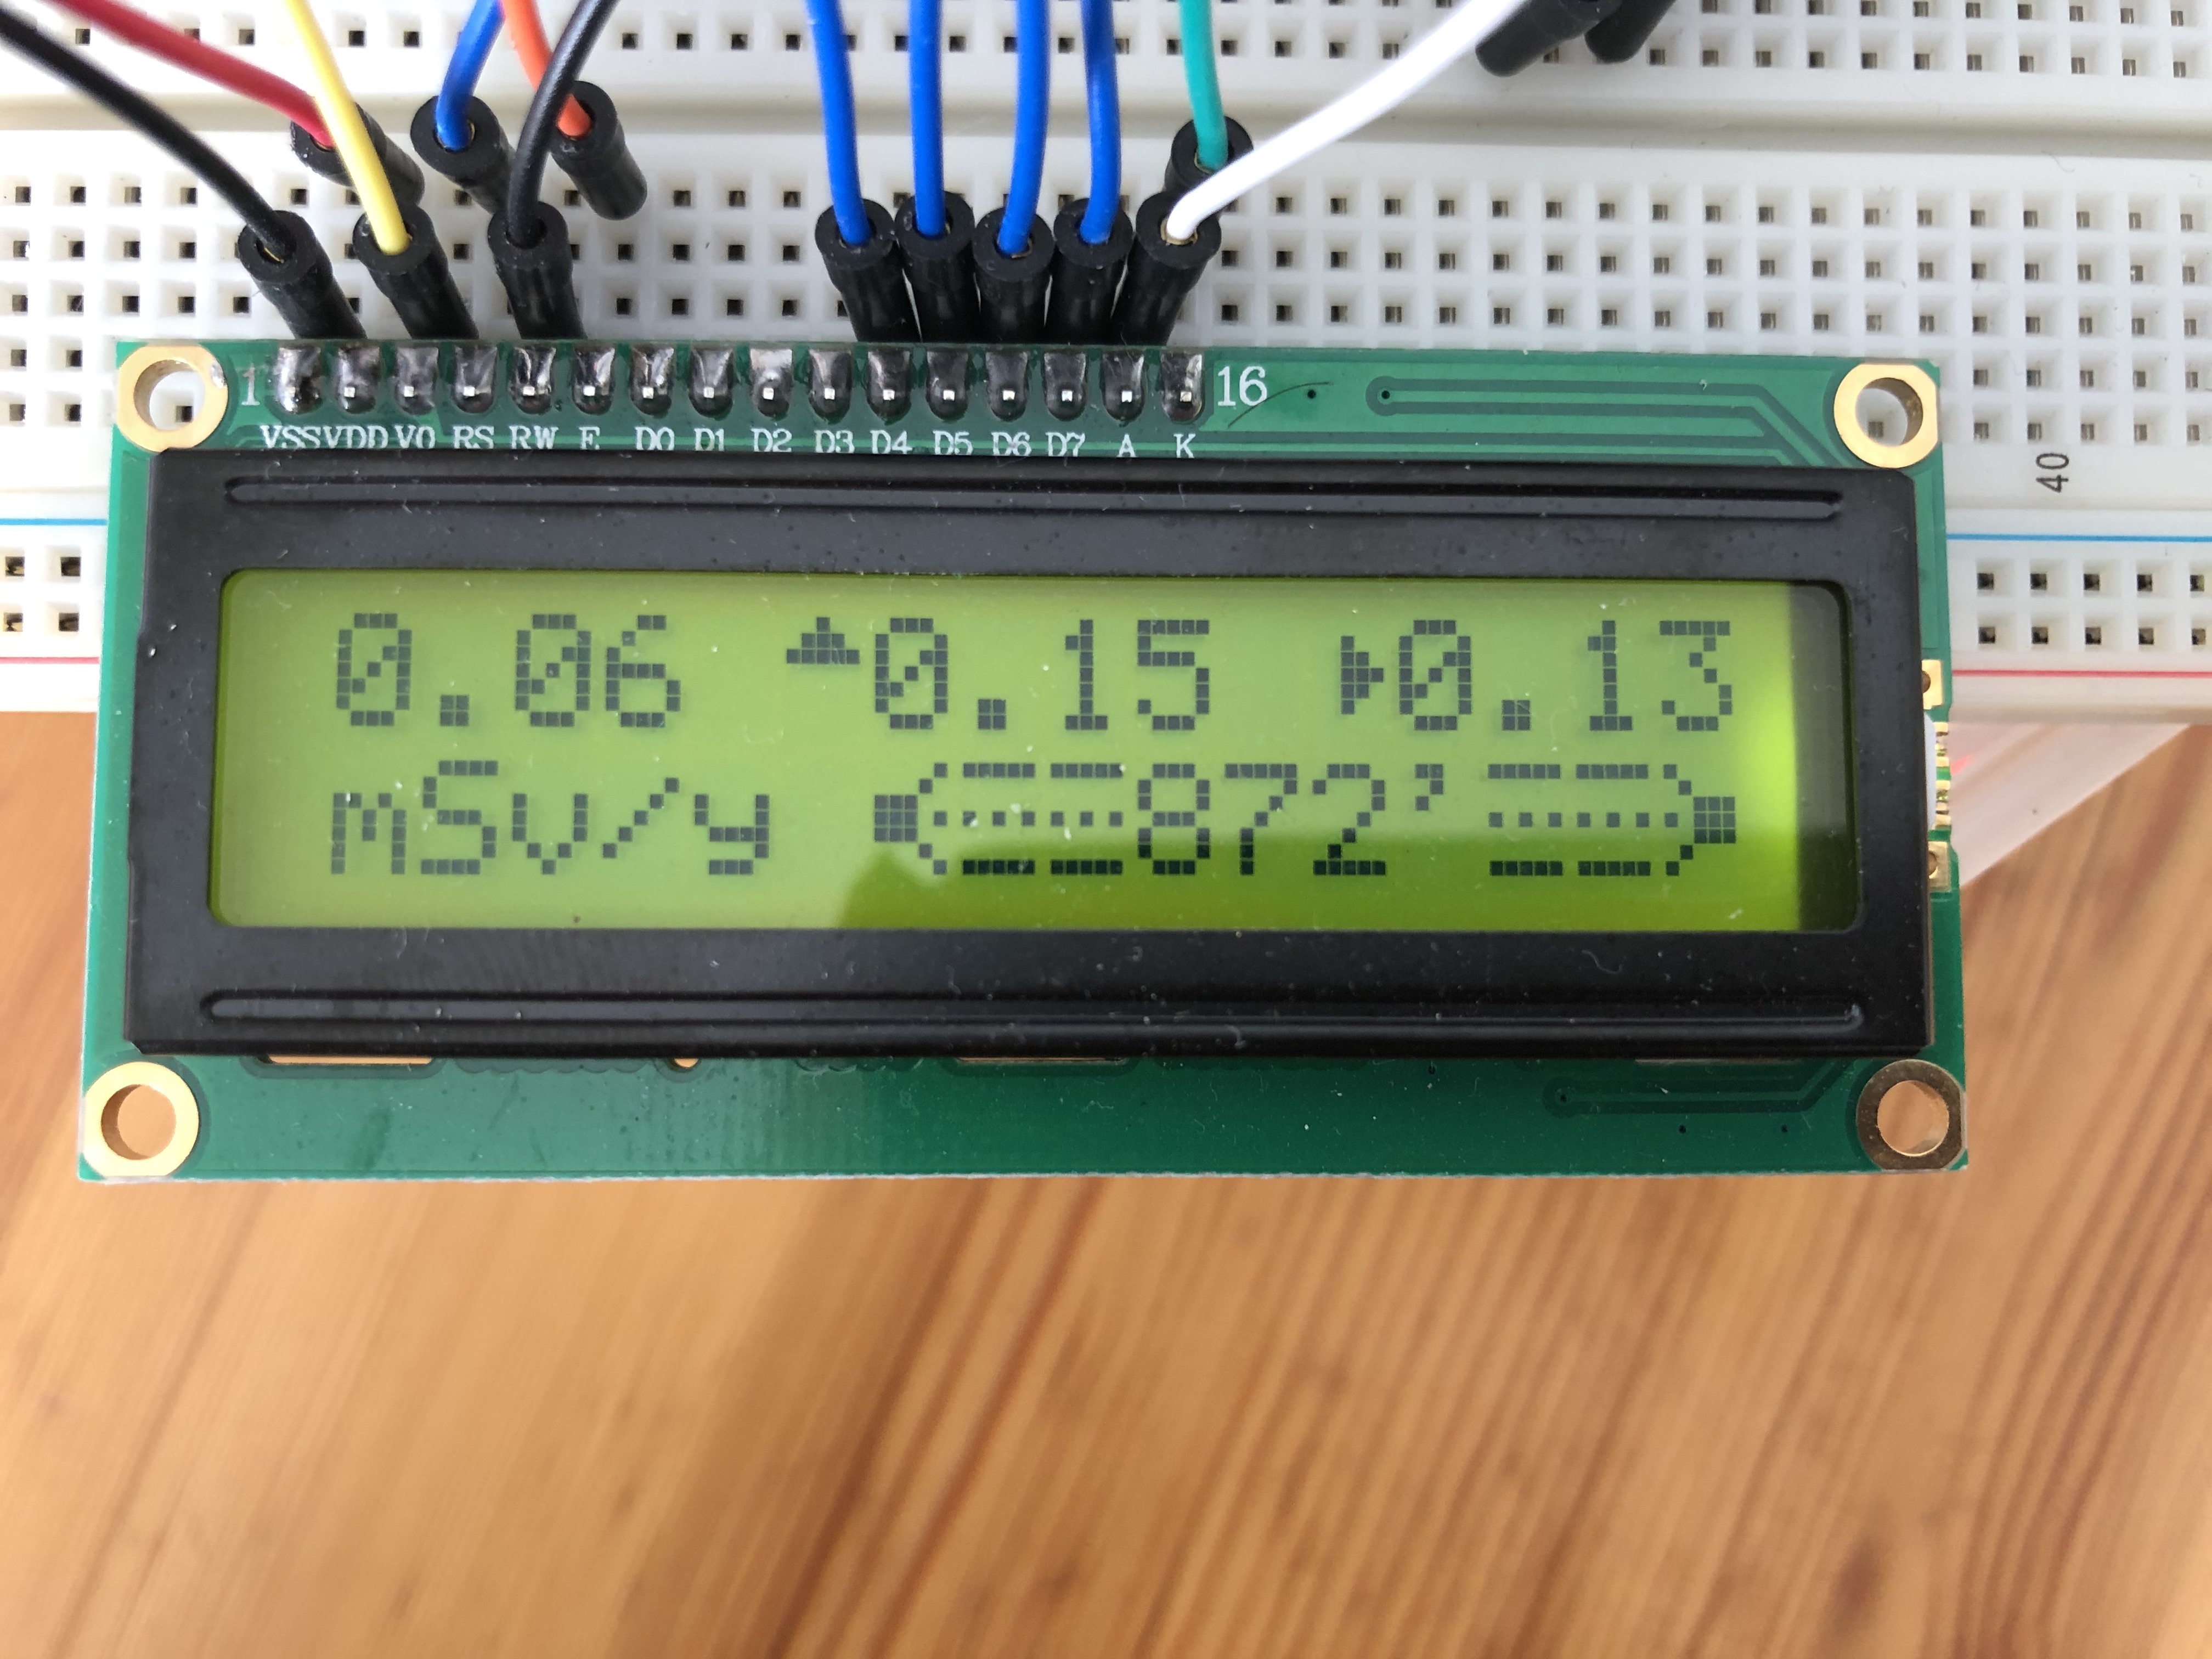 1 16
VSS VDD V0 RS RW E D0 D1 D2 D3 D4 D5 D6 D7 A K
40
0.06 0.15 0.13
mSv/y 872'